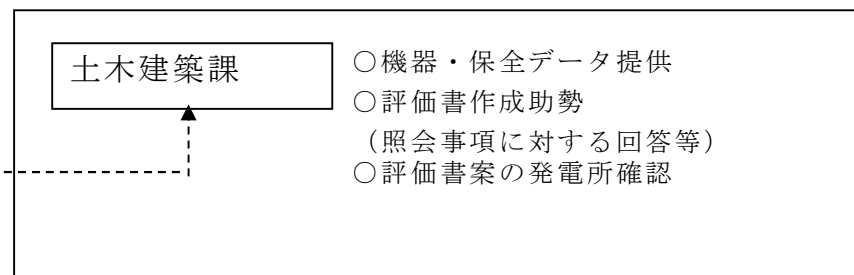 土木建築課
○機器・保全データ提供
○評価書作成助勢
（照会事項に対する回答等）
○評価書案の発電所確認